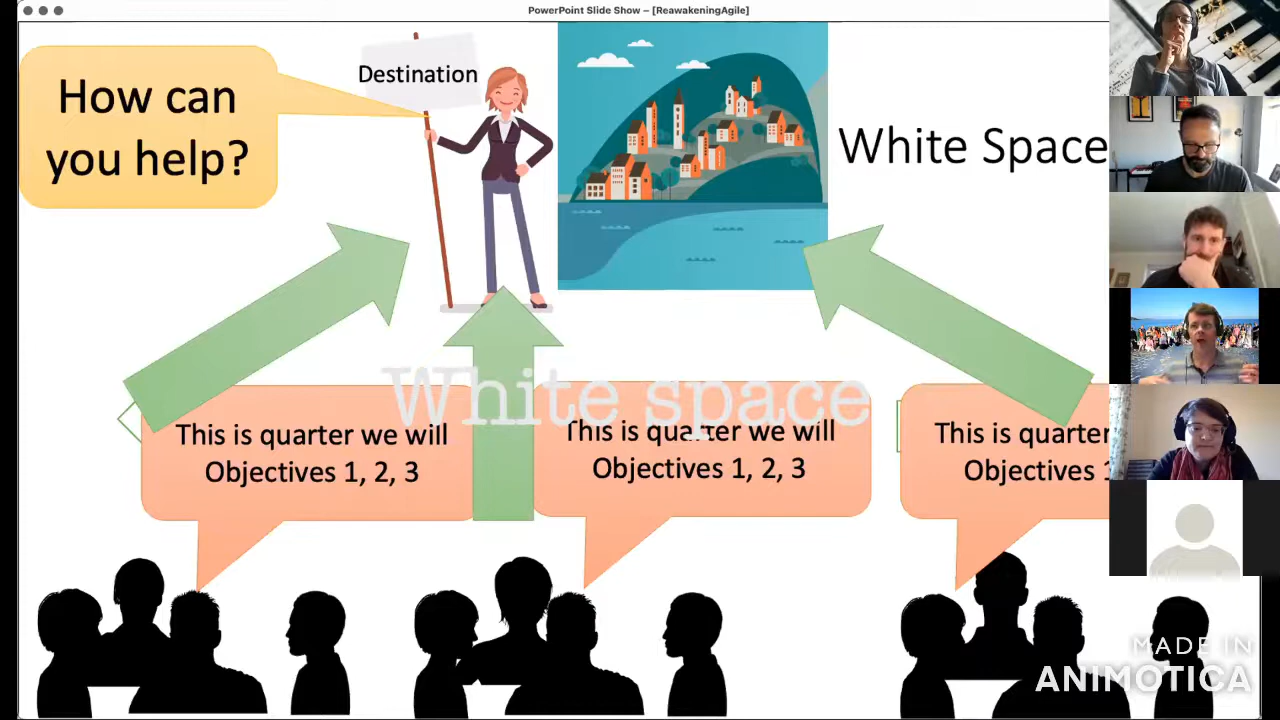 PowerPoint Slide Show – [ReawakeningAgile]
How can
you help?
Destination
White Space
White space
This is quarter we will
Objectives 1, 2, 3
This is quarter we will
Objectives 1, 2, 3
This is quarter
Objectives 1
MADE IN
ANIMOTICA